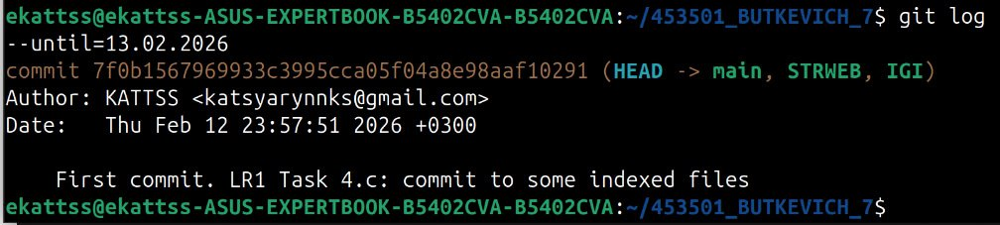 ekattss@ekattss-ASUS-EXPERTBOOK-B5402CVA-B5402CVA:~/453501_BUTKEVICH_7$ git log
--until=13.02.2026
commit 7f0b1567969933c3995cca05f04a8e98aaf10291 (HEAD -> main, STRWEB, IGI)
Author: KATTSS <katsyarynnks@gmail.com>
Date:   Thu Feb 12 23:57:51 2026 +0300
    First commit. LR1 Task 4.c: commit to some indexed files
ekattss@ekattss-ASUS-EXPERTBOOK-B5402CVA-B5402CVA:~/453501_BUTKEVICH_7$